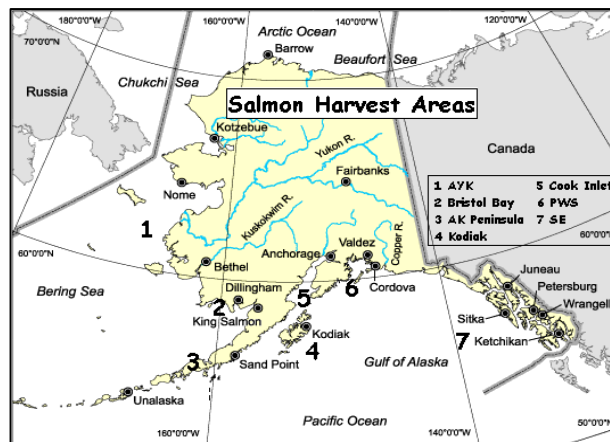 160°0'0"W
Arctic Ocean
140°0'0"W
120°0'0"W
70°0'0"N
Barrow
Beaufort Sea
70°0'0"N
Chukchi Sea
Russia
Salmon Harvest Areas
Kotzebue
Yukon R.
Canada
Fairbanks
1 AYK 5 Cook Inlet
2 Bristol Bay 6 PWS
3 AK Peninsula 7 SE
4 Kodiak
Nome
Kuskokwim R.
1
Copper R.
60°0'0"N
Anchorage
Valdez
Bethel
Cordova
Juneau
Bering Sea
Dillingham
5
6
Petersburg
2
Wrangell
King Salmon
Sitka
Kodiak
7
Ketchikan
4
3
Sand Point
Gulf of Alaska
Unalaska
Pacific Ocean
160°0'0"W
140°0'0"W
50°0'0"